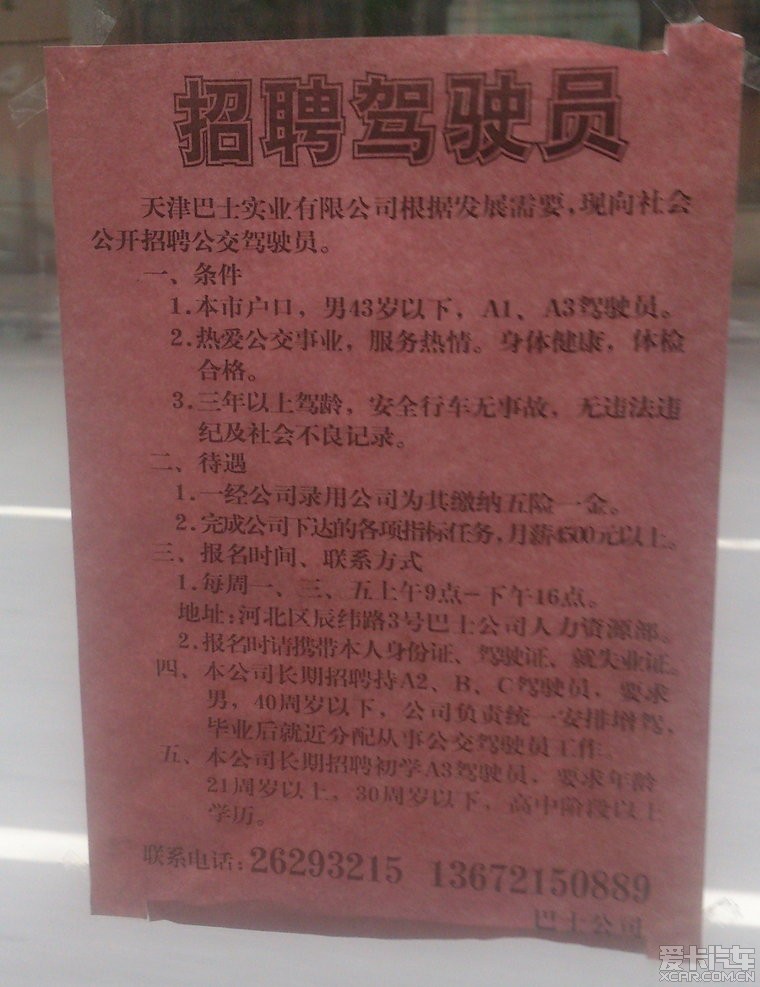 招聘驾驶员
天津巴士实业有限公司根据发展需要,现向社会
公开招聘公交驾驶员。
一、条件
1.本市户口，男43岁以下，A1、A3驾驶员。
2.热爱公交事业，服务热情。身体健康，体检
合格。
3.三年以上驾龄，安全行车无事故，无违法违
纪及社会不良记录。
二、待遇
1.一经公司录用公司为其缴纳五险一金。
2.完成公司下达的各项指标任务,月薪4500元以上。
三、报名时间、联系方式
1.每周一、三、五上午9点-下午16点。
地址:河北区辰纬路3号巴士公司人力资源部。
2.报名时请携带本人身份证、驾驶证、就失业证。
四、本公司长期招聘持A2、B、C驾驶员，要求
男，40周岁以下，公司负责统一安排增驾，
毕业后就近分配从事公交驾驶员工作。
五、本公司长期招聘初学A3驾驶员，要求年龄
21周岁以上，30周岁以下，高中阶段以上
学历。
联系电话:26293215 13672150889
巴士公司
爱卡汽车
XCAR.COM.CN